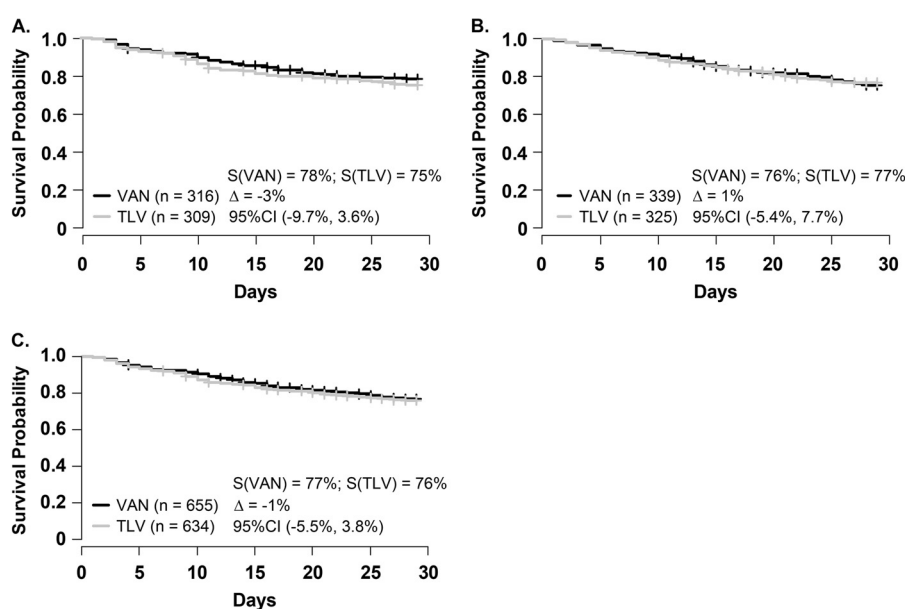 A.
Survival Probability
1.0
0.8
0.6
0.4
0.2
0
S(VAN) = 78%; S(TLV) = 75%
VAN (n = 316) Δ = -3%
TLV (n = 309) 95%CI (-9.7%, 3.6%)
0 5 10 15 20 25 30
Days
B.
Survival Probability
1.0
0.8
0.6
0.4
0.2
0
S(VAN) = 76%; S(TLV) = 77%
VAN (n = 339) Δ = 1%
TLV (n = 325) 95%CI (-5.4%, 7.7%)
0 5 10 15 20 25 30
Days
C.
Survival Probability
1.0
0.8
0.6
0.4
0.2
0
S(VAN) = 77%; S(TLV) = 76%
VAN (n = 655) Δ = -1%
TLV (n = 634) 95%CI (-5.5%, 3.8%)
0 5 10 15 20 25 30
Days